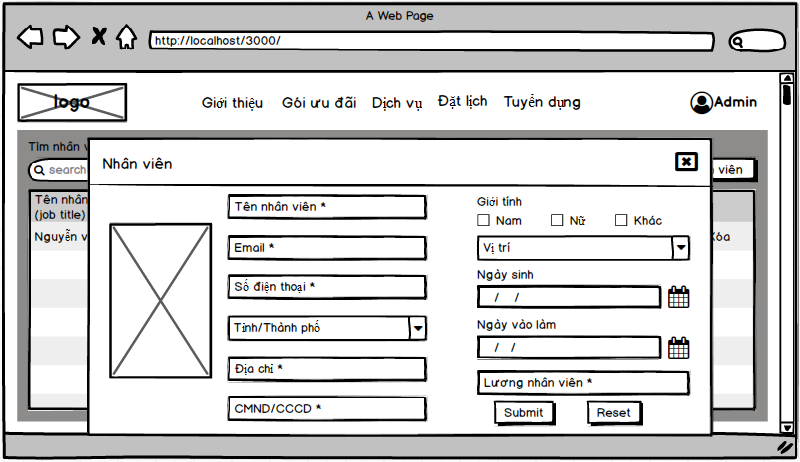 A Web Page
http://localhost/3000/
logo
Giới thiệu Gói ưu đãi Dịch vụ Đặt lịch Tuyển dụng
Admin
Tìm nhân v
search
viên
Tên nhân
(job title)
Nguyễn v
Xóa
Nhân viên
Tên nhân viên *
Email *
Số điện thoại *
Tỉnh/Thành phố
Địa chỉ *
CMND/CCCD *
Giới tính
Nam Nữ Khác
Vị trí
Ngày sinh
/ /
Ngày vào làm
/ /
Lương nhân viên *
Submit Reset